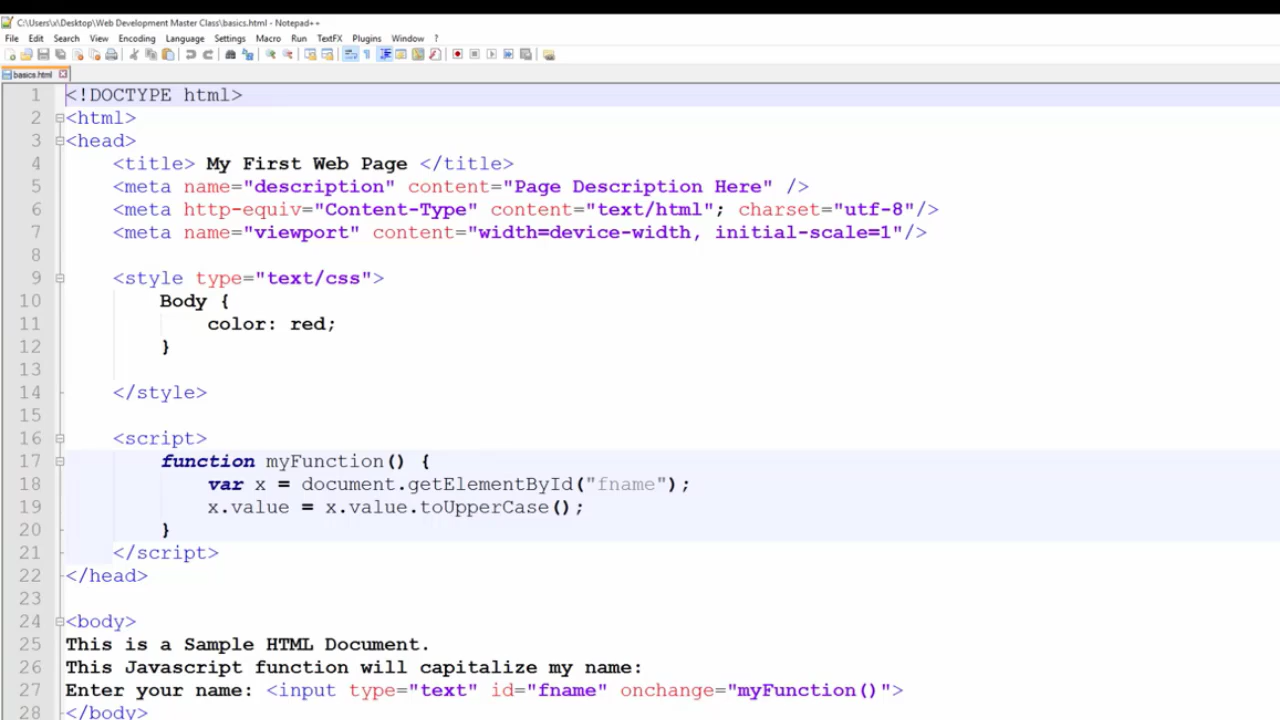 C:\Users\x\Desktop\Web Development Master Class\basics.html - Notepad++
File Edit Search View Encoding Language Settings Macro Run TextFX Plugins Window ?
basics.html
1 <!DOCTYPE html>
2 <html>
3 <head>
4 <title> My First Web Page </title>
5 <meta name="description" content="Page Description Here" />
6 <meta http-equiv="Content-Type" content="text/html"; charset="utf-8"/>
7 <meta name="viewport" content="width=device-width, initial-scale=1"/>
8
9 <style type="text/css">
10 Body {
11 color: red;
12 }
13
14 </style>
15
16 <script>
17 function myFunction() {
18 var x = document.getElementById("fname");
19 x.value = x.value.toUpperCase();
20 }
21 </script>
22 </head>
23
24 <body>
25 This is a Sample HTML Document.
26 This Javascript function will capitalize my name:
27 Enter your name: <input type="text" id="fname" onchange="myFunction()">
28 </body>